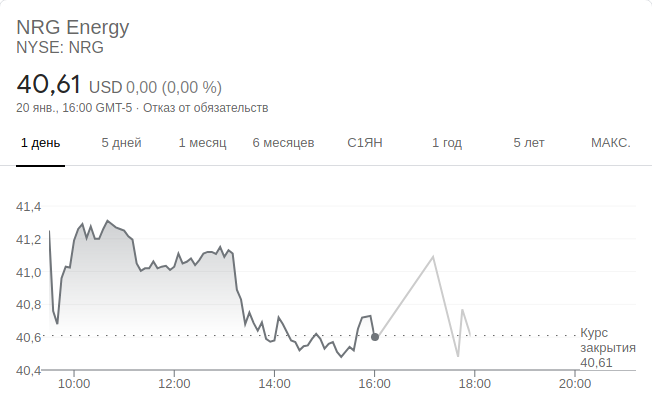 NRG Energy
NYSE: NRG
40,61 USD 0,00 (0,00 %)
20 янв., 16:00 GMT-5 · Отказ от обязательств
1 день 5 дней 1 месяц 6 месяцев С1ЯН 1 год 5 лет МАКС.
41,4
41,2
41,0
40,8
40,6
40,4
Курс
закрытия
40,61
10:00 12:00 14:00 16:00 18:00 20:00